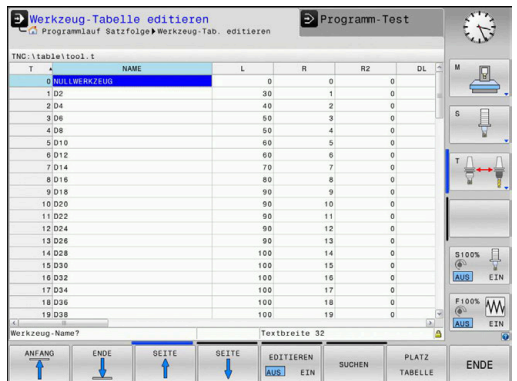 Werkzeug-Tabelle editieren
Programmlauf Satzfolge Werkzeug-Tab. editieren
Programm-Test
TNC:\table\tool.t
T NAME L R R2 DL
0 NULLWERKZEUG 0 0 0
1 D2 30 1 0
2 D4 40 2 0
3 D6 50 3 0
4 D8 50 4 0
5 D10 60 5 0
6 D12 60 6 0
7 D14 70 7 0
8 D16 80 8 0
9 D18 90 9 0
10 D20 90 10 0
11 D22 90 11 0
12 D24 90 12 0
13 D26 90 13 0
14 D28 100 14 0
15 D30 100 15 0
16 D32 100 16 0
17 D34 100 17 0
18 D36 100 18 0
19 D38 100 19 0
Werkzeug-Name? Textbreite 32
M
S
T
S100%
AUS EIN
F100%
AUS EIN
ANFANG
ENDE
SEITE
SEITE
EDITIEREN
AUS EIN
SUCHEN
PLATZ
TABELLE
ENDE